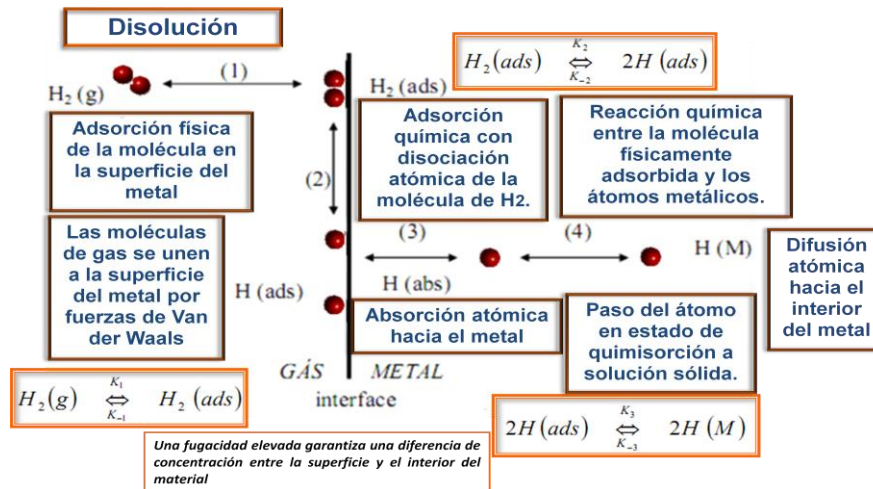 Disolución
(1)
H₂ (g)
H₂ (ads)
H₂(ads) K₂ ⇔ K₋₂ 2H (ads)
Adsorción física
de la molécula en
la superficie del
metal
(2)
Adsorción
química con
disociación
atómica de la
molécula de H2.
Reacción química
entre la molécula
físicamente
adsorbida y los
átomos metálicos.
Las moléculas
de gas se unen
a la superficie
del metal por
fuerzas de Van
der Waals
H (ads)
(3)
(4)
H (abs)
H (M)
Difusión
atómica
hacia el
interior
del metal
Absorción atómica
hacia el metal
Paso del átomo
en estado de
quimisorción a
solución sólida.
GÁS
METAL
interface
H₂(g) K₁ ⇔ K₋₁ H₂ (ads)
2H (ads) K₃ ⇔ K₋₃ 2H (M)
Una fugacidad elevada garantiza una diferencia de
concentración entre la superficie y el interior del
material